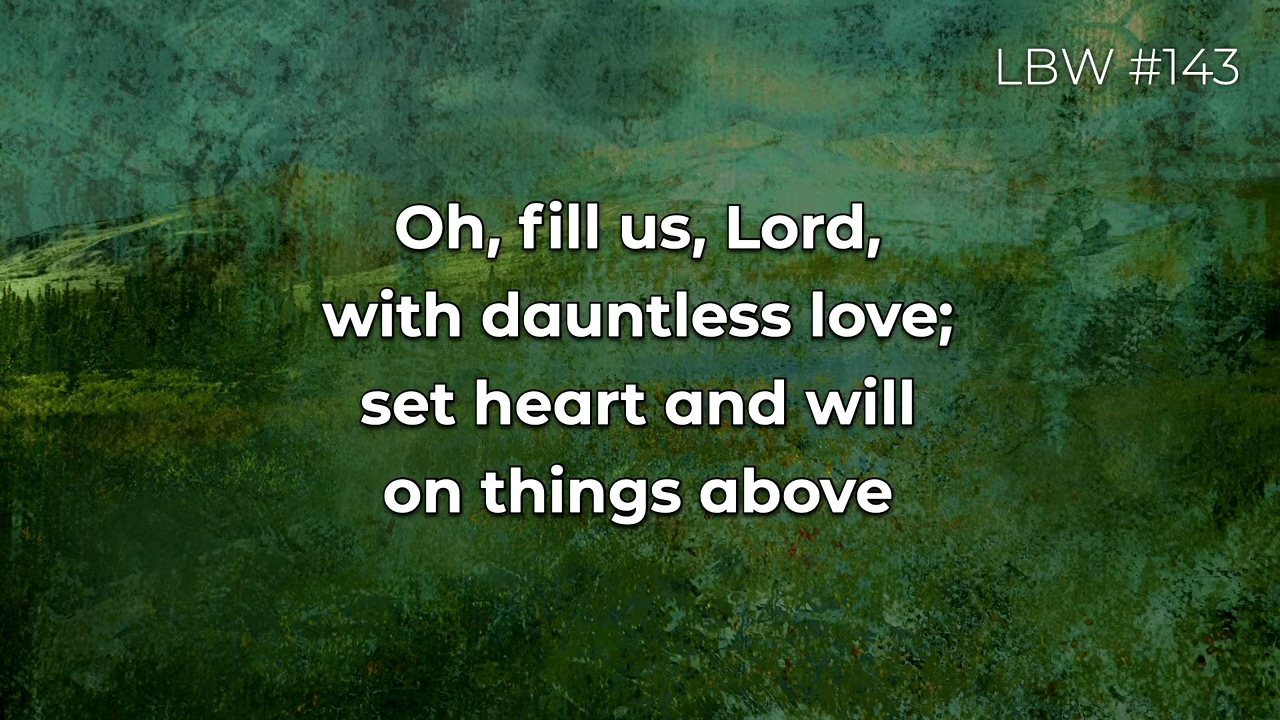 LBW #143
Oh, fill us, Lord,
with dauntless love;
set heart and will
on things above